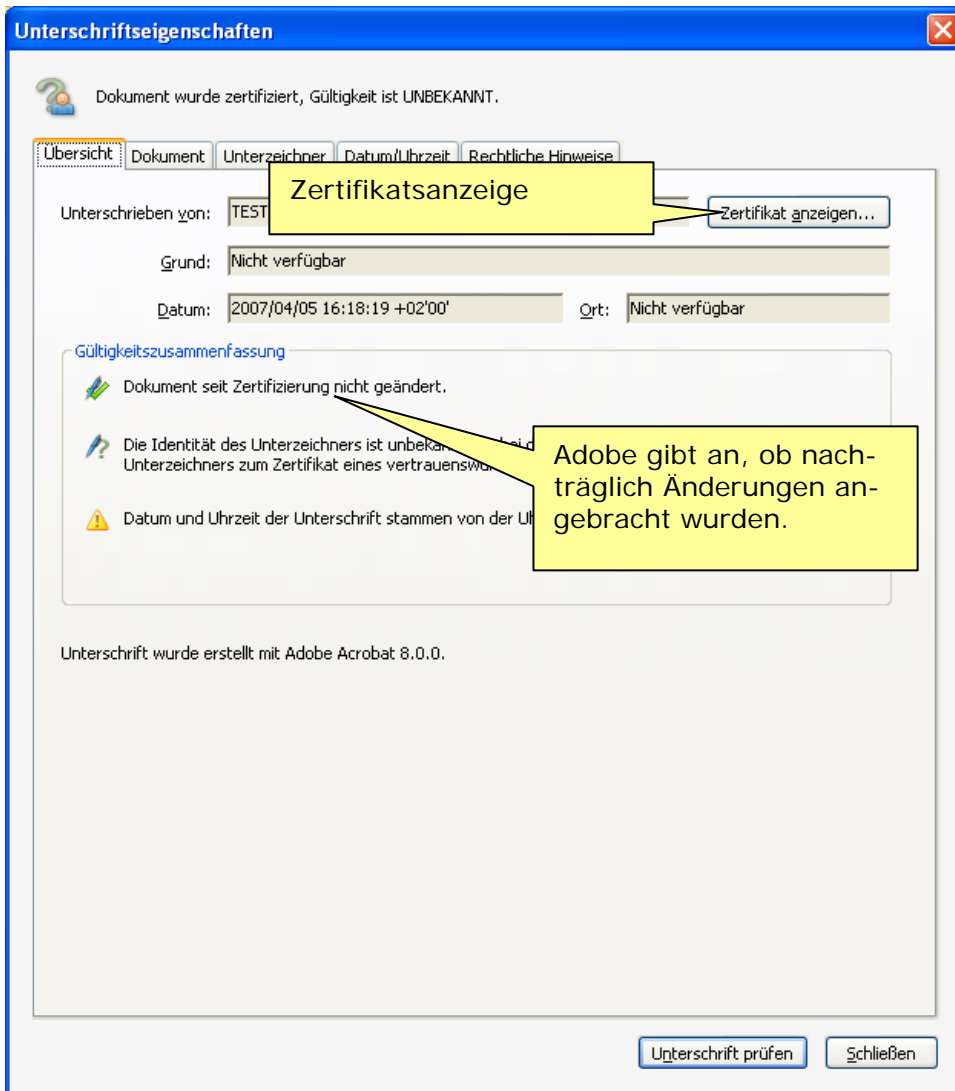 Unterschriftseigenschaften
Dokument wurde zertifiziert, Gültigkeit ist UNBEKANNT.
Übersicht Dokument Unterzeichner Datum/Uhrzeit Rechtliche Hinweise
Zertifikatsanzeige
Unterschrieben von: TEST Zertifikat anzeigen...
Grund: Nicht verfügbar
Datum: 2007/04/05 16:18:19 +02'00' Ort: Nicht verfügbar
Gültigkeitszusammenfassung
Dokument seit Zertifizierung nicht geändert.
Die Identität des Unterzeichners ist
Unterzeichners zum Zertifikat eines
Datum und Uhrzeit der Unterschrift stammen von der
Adobe gibt an, ob nach-
träglich Änderungen an-
gebracht wurden.
Unterschrift wurde erstellt mit Adobe Acrobat 8.0.0.
Unterschrift prüfen Schließen